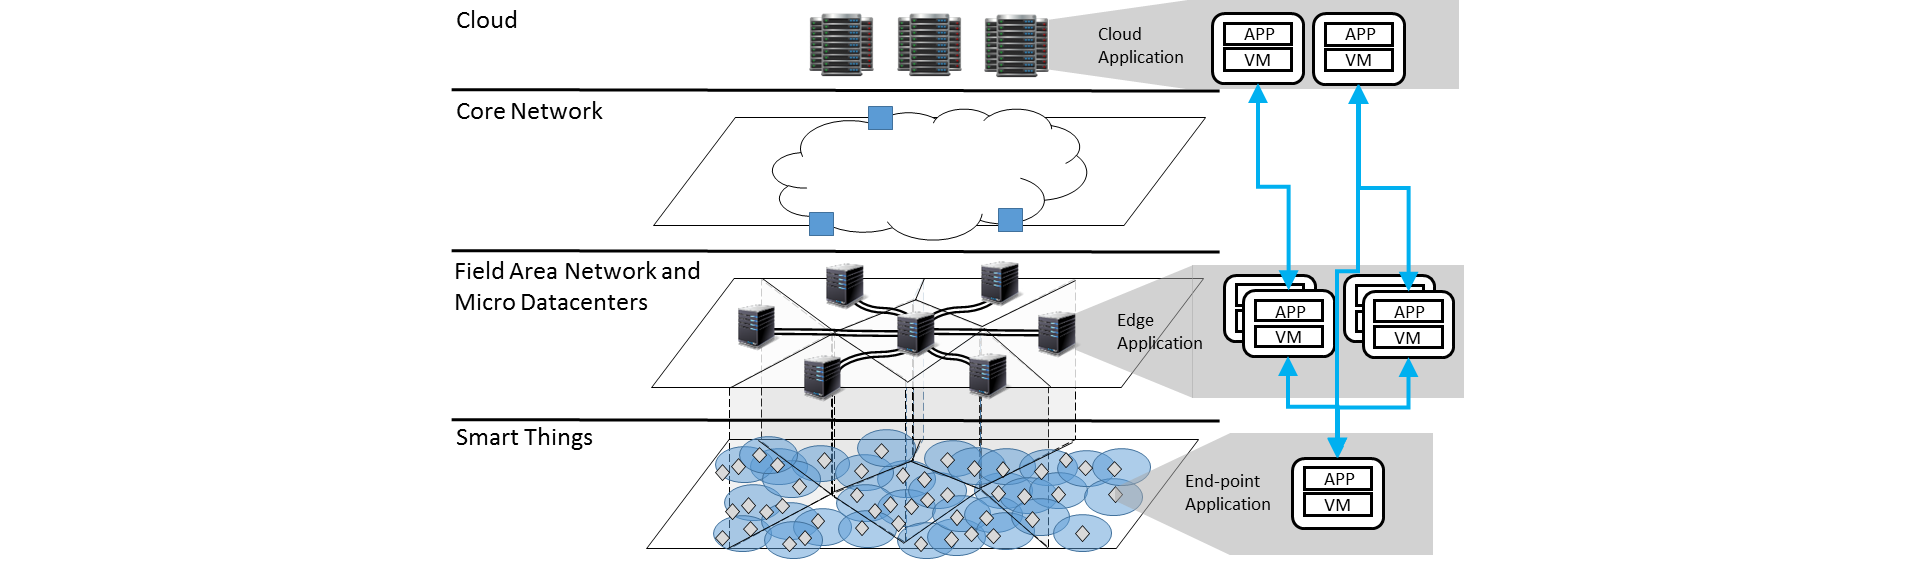 Cloud
Cloud
Application
APP
VM
APP
VM
Core Network
Field Area Network and
Micro Datacenters
Edge
Application
APP
VM
APP
VM
Smart Things
End-point
Application
APP
VM